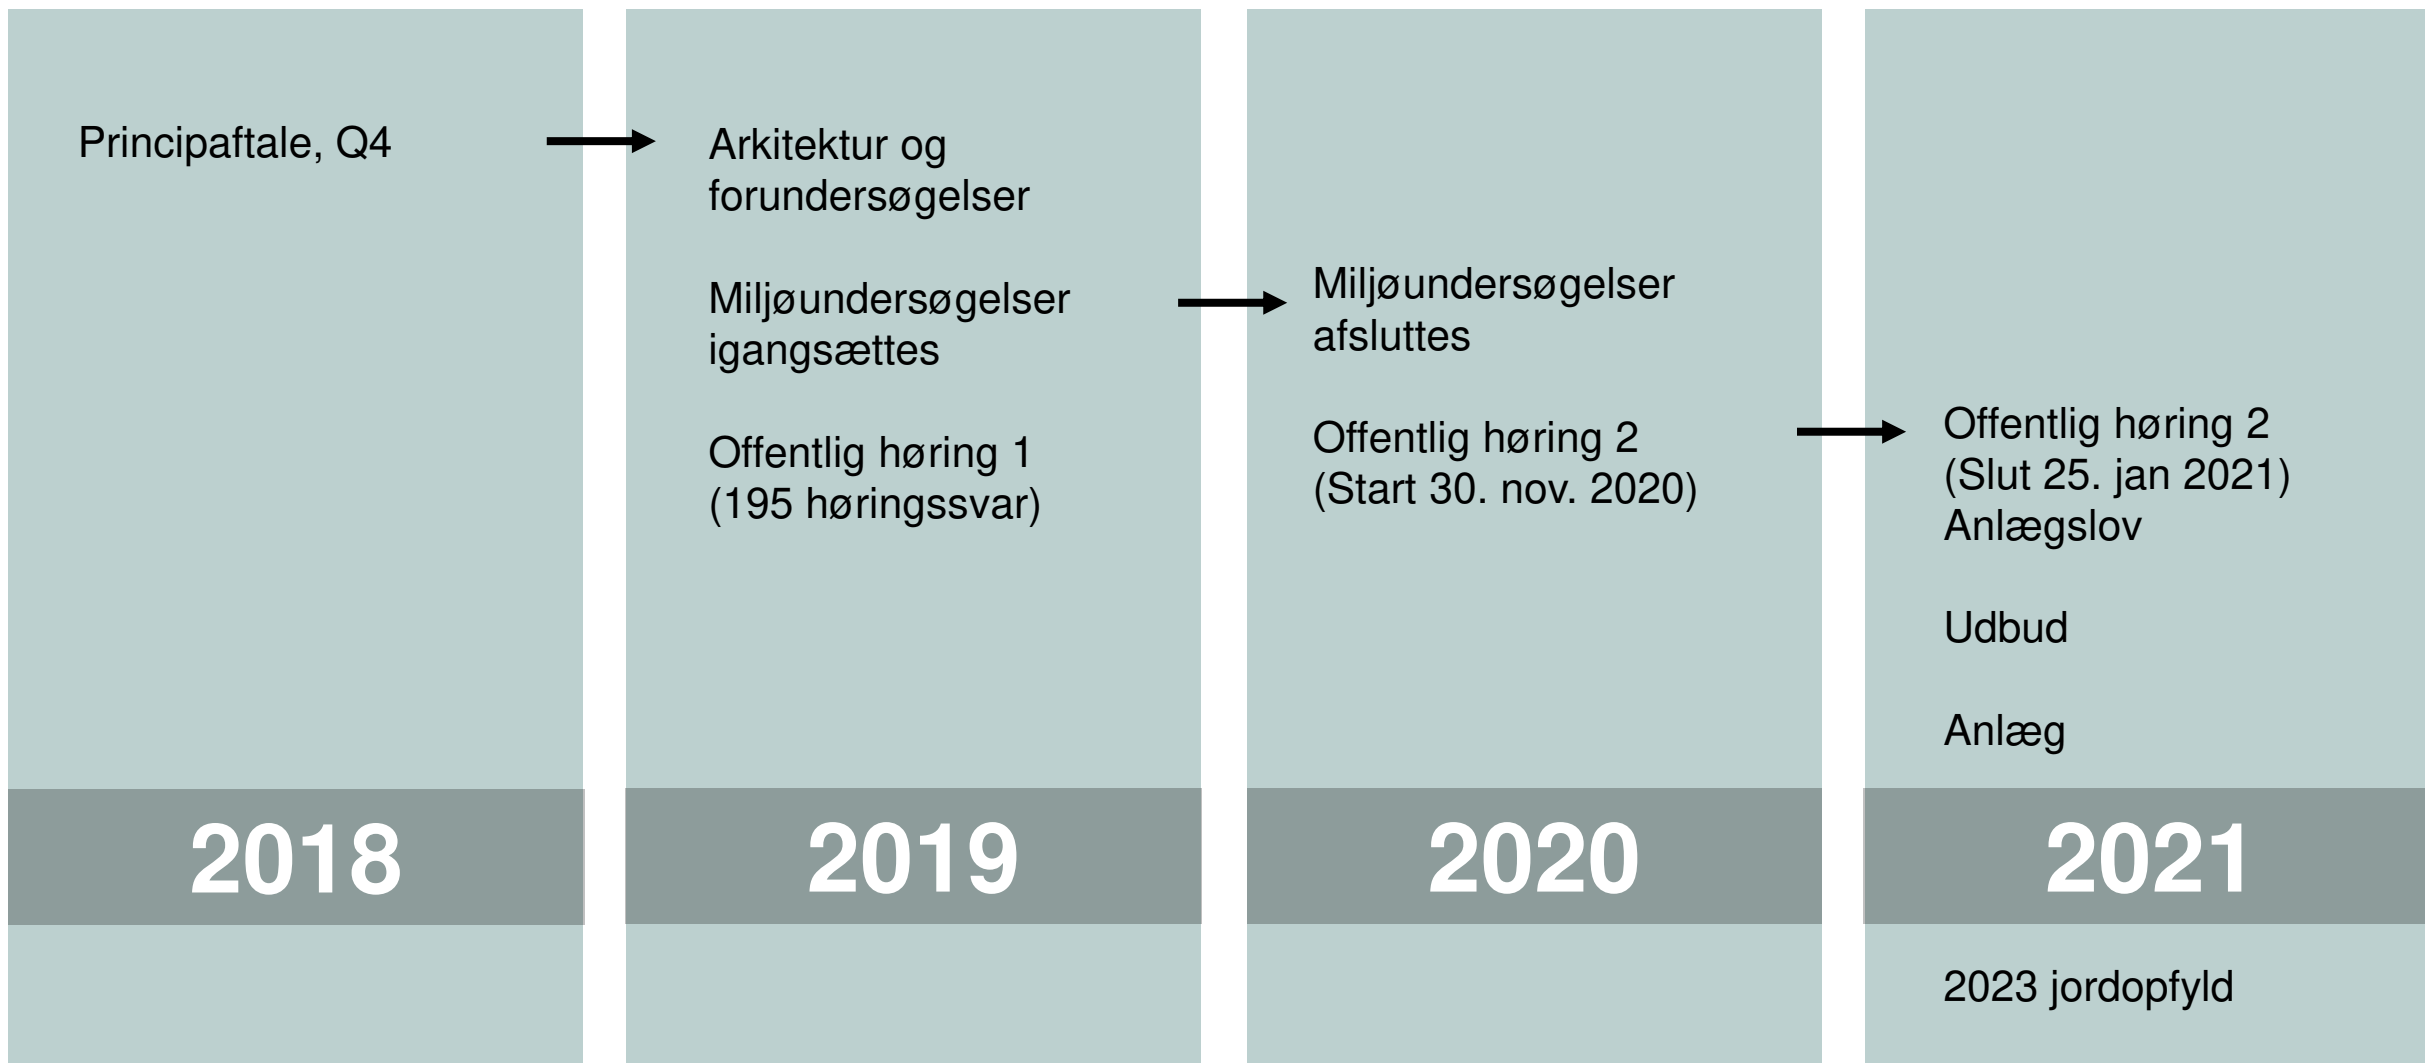 Principaftale, Q4
2018
Arkitektur og
forundersøgelser
Miljøundersøgelser
igangsættes
Offentlig høring 1
(195 høringssvar)
2019
Miljøundersøgelser
afsluttes
Offentlig høring 2
(Start 30. nov. 2020)
2020
Offentlig høring 2
(Slut 25. jan 2021)
Anlægslov
Udbud
Anlæg
2021
2023 jordopfyld